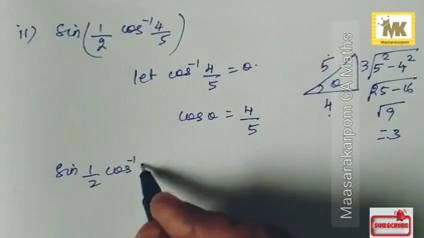 ii) Sin(1/2 cos⁻¹ 4/5)
let cos⁻¹ 4/5 = θ.
cos θ = 4/5
Sin 1/2 cos⁻¹
5
3
θ
4
√5² - 4²
√25 - 16
√9
= 3
MK
Maasarakarpom
Maasarakarpom CA Maths
SUBSCRIBE